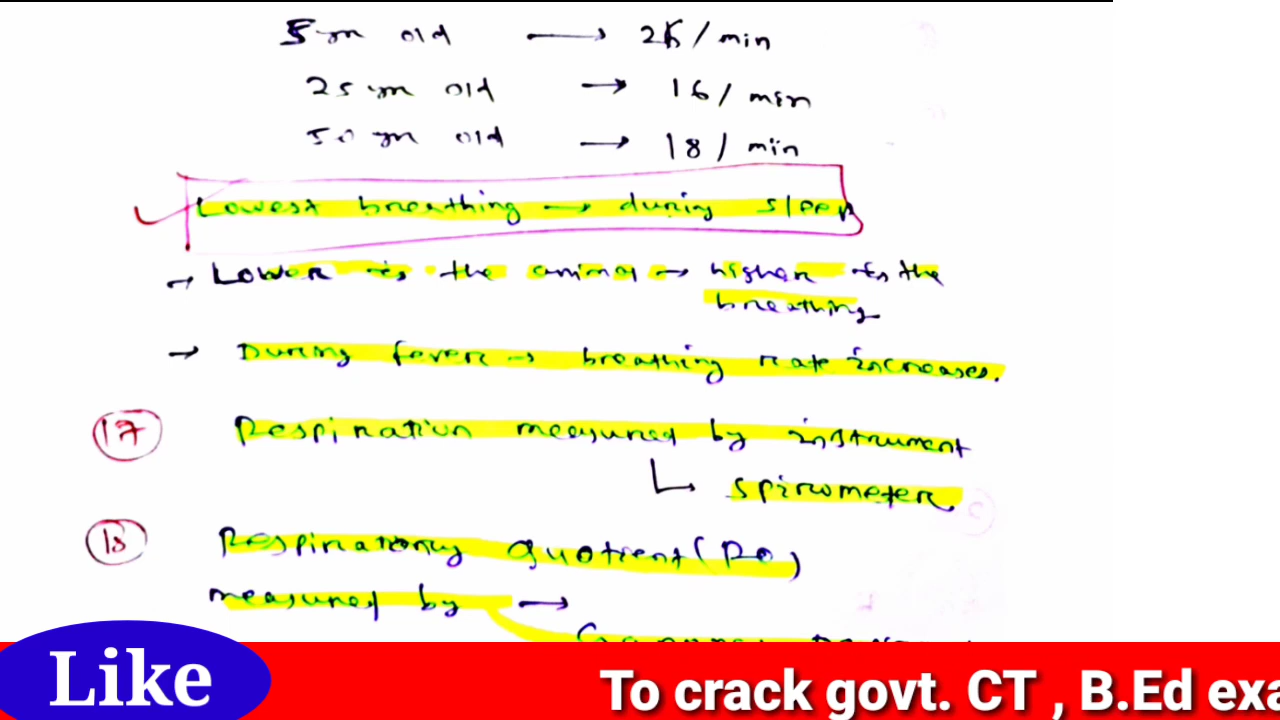 5 yr old → 26/min
25 yr old → 16/min
50 yr old → 18/min
Lowest breathing → during sleep
→ Lower is the animal → higher is the
breathing
→ During fever → breathing rate increases.
17 Respiration measured by instrument
↳ spirometer
18 Respiratory quotient (RQ)
measured by →
Like
To crack govt. CT , B.Ed exa